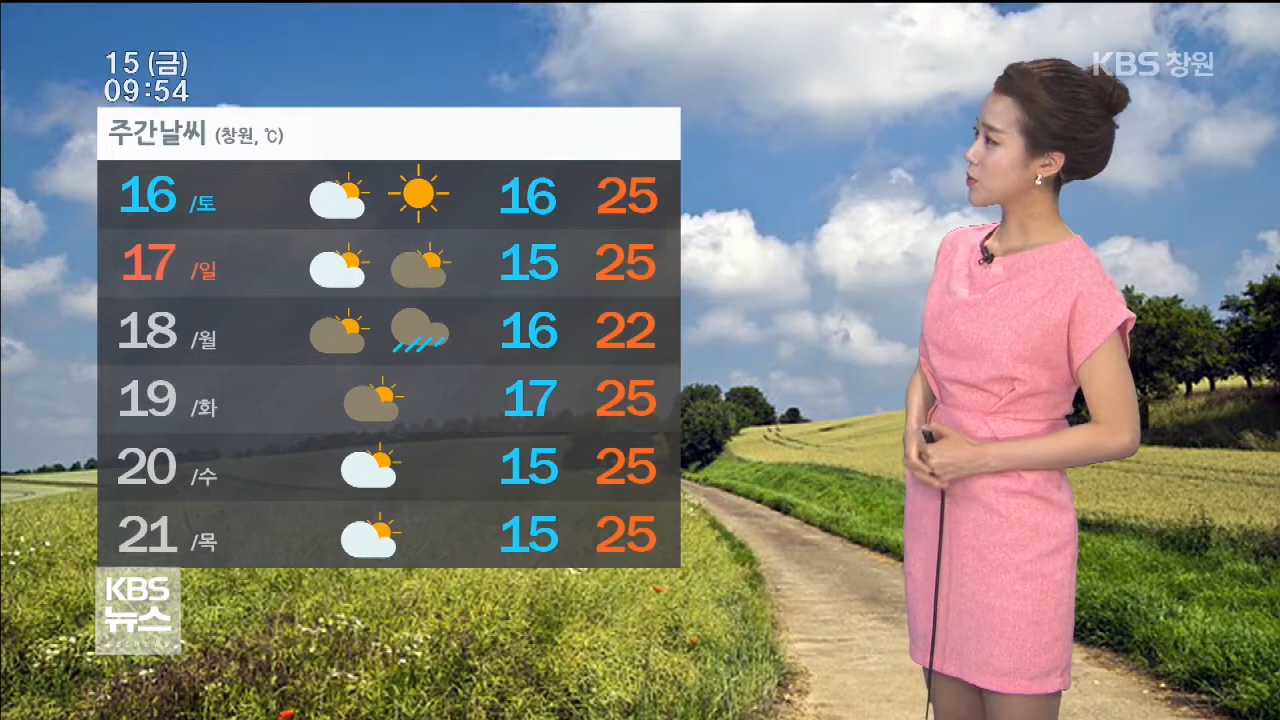 15 (금)
09:54
KBS 창원
주간날씨 (창원, ℃)
16 /토 16 25
17 /일 15 25
18 /월 16 22
19 /화 17 25
20 /수 15 25
21 /목 15 25
KBS
뉴스
KBS NEWS